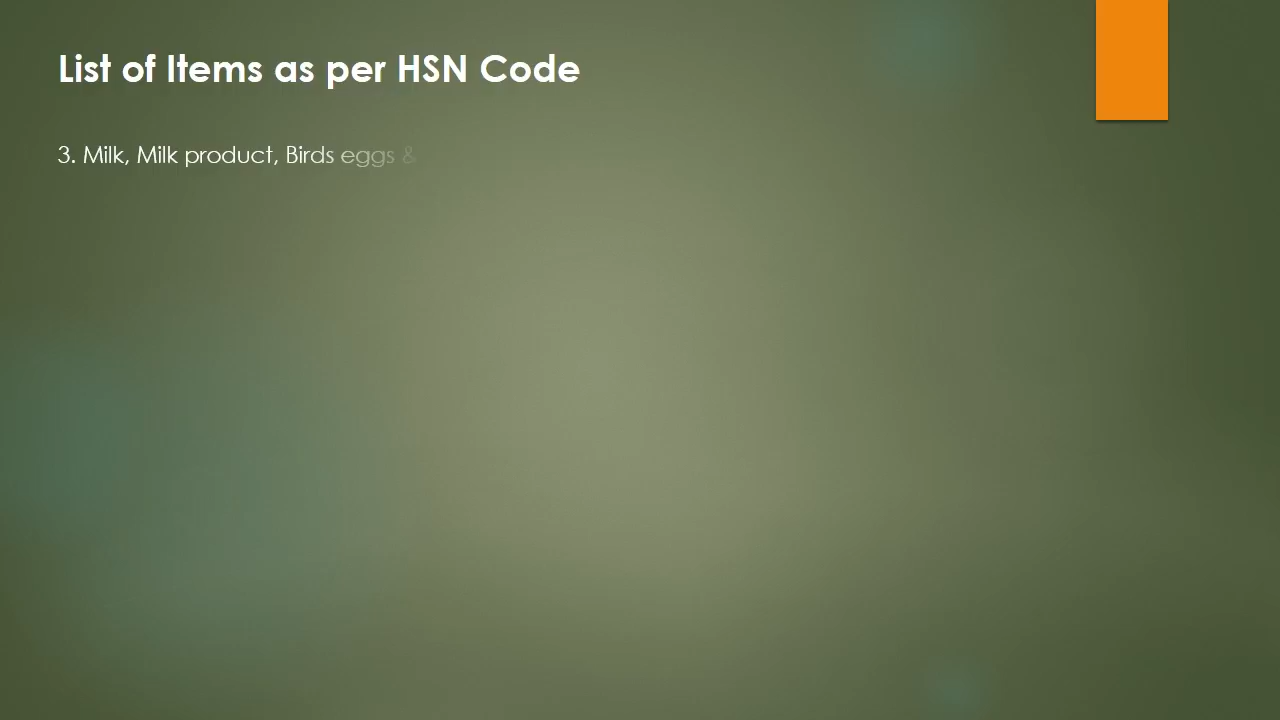 List of Items as per HSN Code
3. Milk, Milk product, Birds eggs &